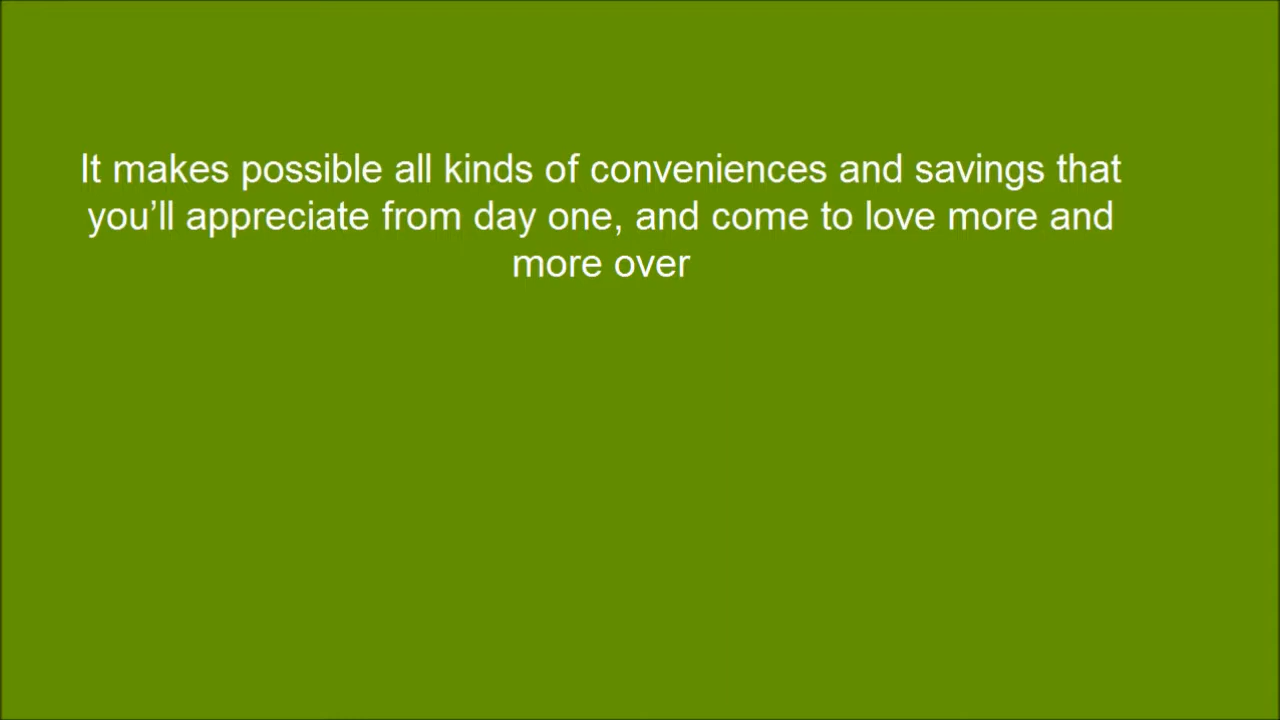 It makes possible all kinds of conveniences and savings that
you’ll appreciate from day one, and come to love more and
more over